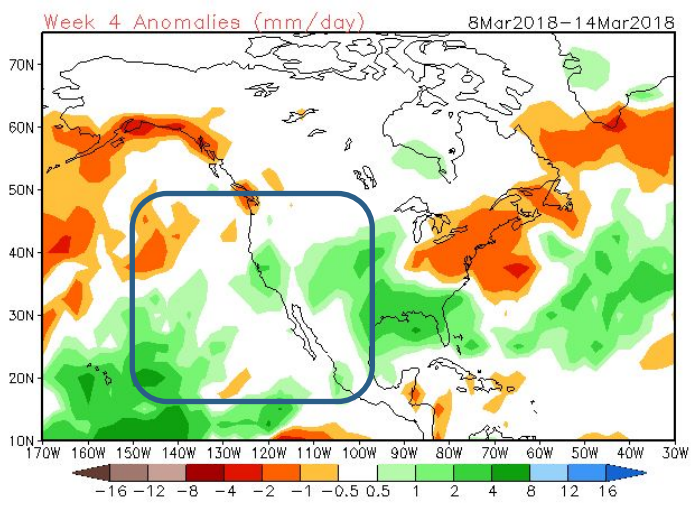 Week 4 Anomalies (mm/day) 8Mar2018-14Mar2018
70N
60N
50N
40N
30N
20N
10N
170W 160W 150W 140W 130W 120W 110W 100W 90W 80W 70W 60W 50W 40W 30W
-16 -12 -8 -4 -2 -1 -0.5 0.5 1 2 4 8 12 16